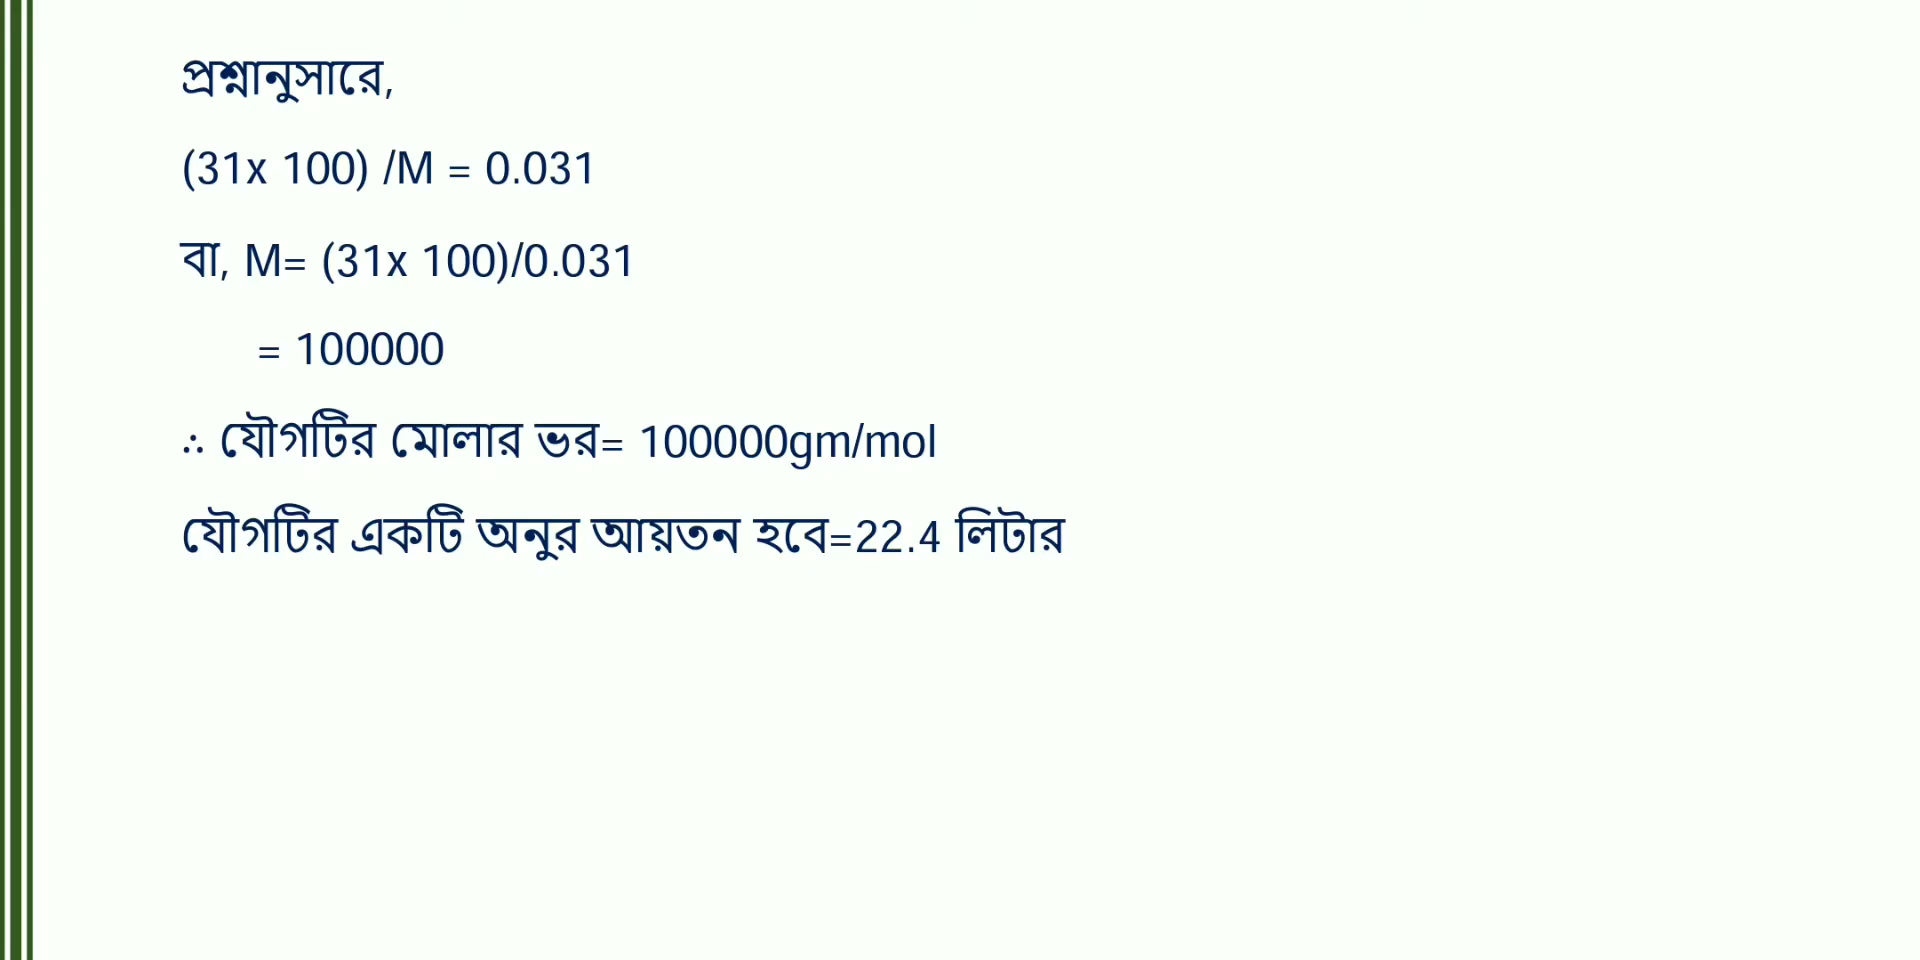 প্রশ্নানুসারে,
(31x 100) /M = 0.031
বা, M= (31x 100)/0.031
= 100000
∴ যৌগটির মোলার ভর= 100000gm/mol
যৌগটির একটি অনুর আয়তন হবে=22.4 লিটার